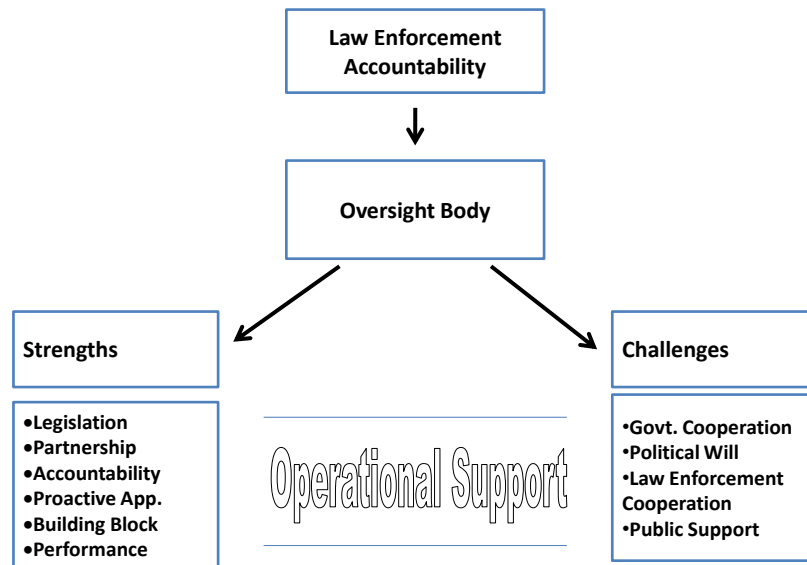 Law Enforcement
Accountability
Oversight Body
Strengths
Challenges
•Legislation
•Partnership
•Accountability
•Proactive App.
•Building Block
•Performance
Operational Support
•Govt. Cooperation
•Political Will
•Law Enforcement
Cooperation
•Public Support